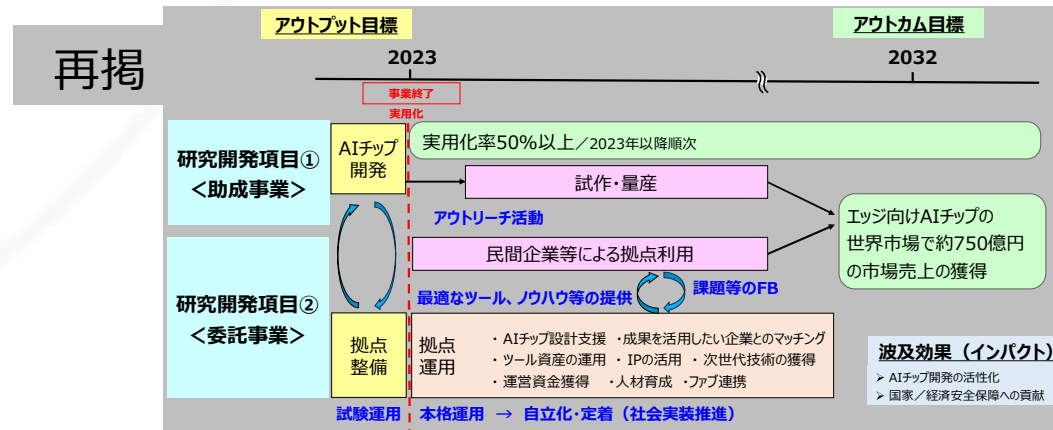 再掲
アウトプット目標
アウトカム目標
2023
2032
事業終了
実用化
研究開発項目①
<助成事業>
AIチップ
開発
実用化率50%以上/2023年以降順次
試作・量産
アウトリーチ活動
民間企業等による拠点利用
エッジ向けAIチップの
世界市場で約750億円
の市場売上の獲得
研究開発項目②
<委託事業>
最適なツール、ノウハウ等の提供
課題等のFB
拠点
整備
拠点
運用
・AIチップ設計支援 ・成果を活用したい企業とのマッチング
・ツール資産の運用 ・IPの活用 ・次世代技術の獲得
・運営資金獲得 ・人材育成 ・ファブ連携
試験運用
本格運用 → 自立化・定着(社会実装推進)
波及効果(インパクト)
➢ AIチップ開発の活性化
➢ 国家/経済安全保障への貢献